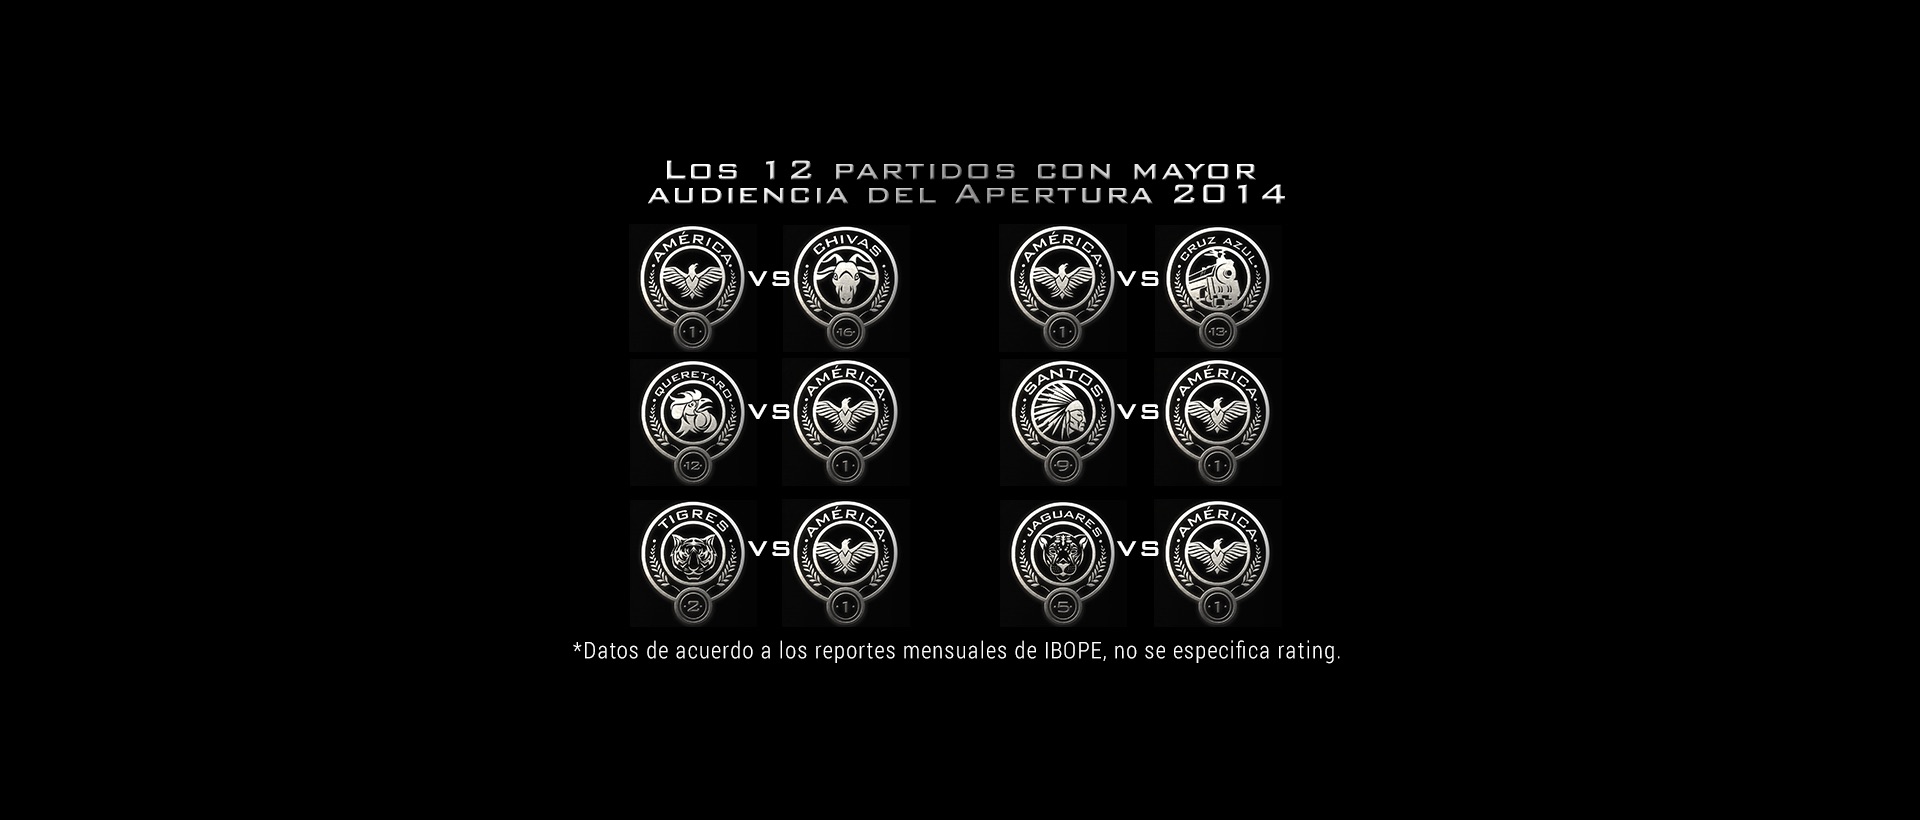 Los 12 partidos con mayor
audiencia del Apertura 2014
AMÉRICA 1 VS CHIVAS 16
AMÉRICA 1 VS CRUZ AZUL 13
QUERETARO 12 VS AMÉRICA 1
SANTOS 9 VS AMÉRICA 1
TIGRES 2 VS AMÉRICA 1
JAGUARES 5 VS AMÉRICA 1
*Datos de acuerdo a los reportes mensuales de IBOPE, no se especifica rating.